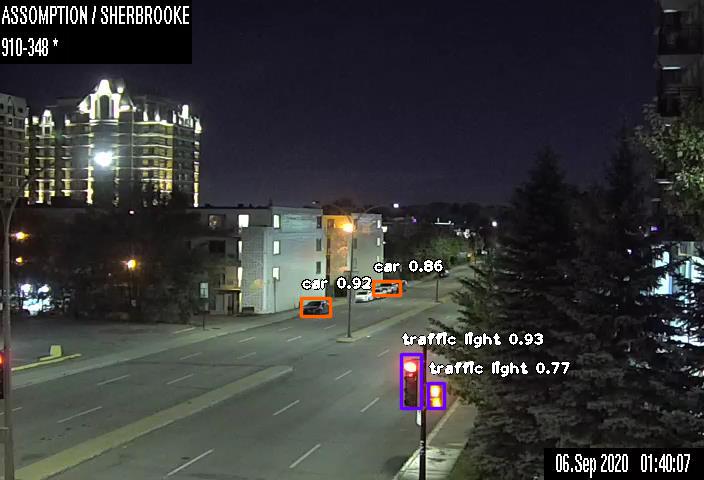 ASSOMPTION / SHERBROOKE
910-348 *
car 0.86
car 0.92
traffic light 0.93
traffic light 0.77
06.Sep 2020 01:40:07